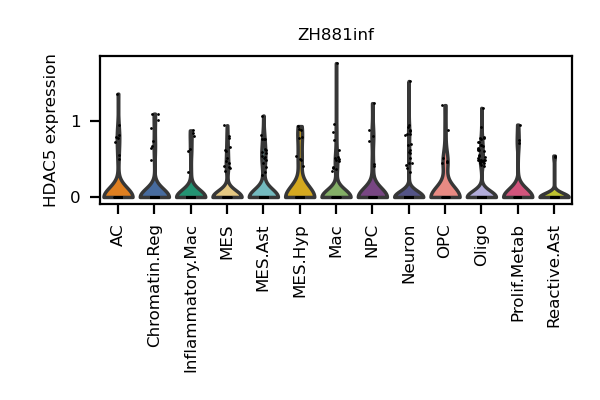 ZH881inf
HDAC5 expression
1
0
AC
Chromatin.Reg
Inflammatory.Mac
MES
MES.Ast
MES.Hyp
Mac
NPC
Neuron
OPC
Oligo
Prolif.Metab
Reactive.Ast